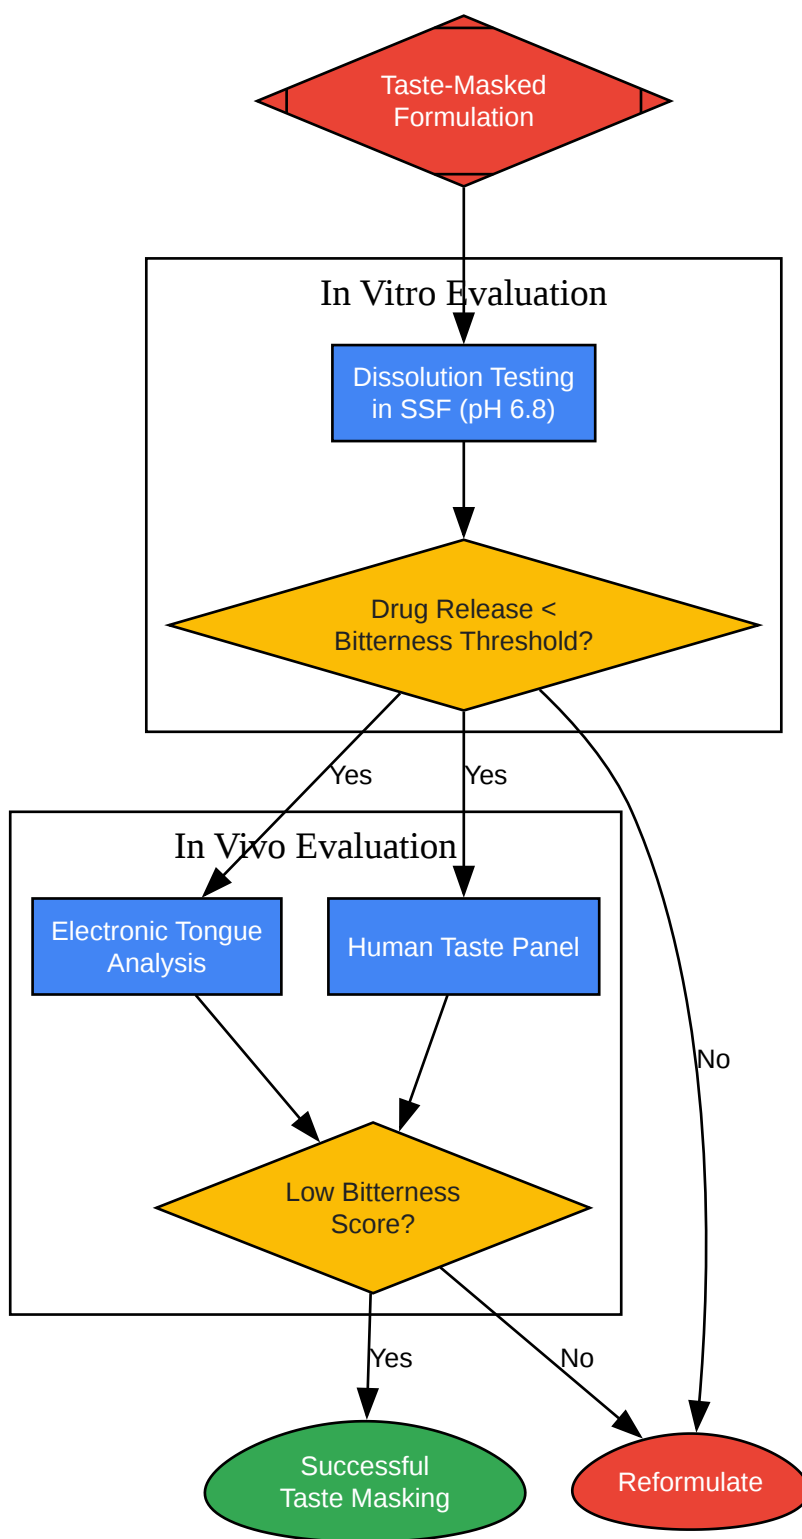 Taste-Masked
Formulation
In Vitro Evaluation
Dissolution Testing
in SSF (pH 6.8)
Drug Release <
Bitterness Threshold?
Yes
Yes
In Vivo Evaluation
Electronic Tongue
Analysis
Human Taste Panel
No
Low Bitterness
Score?
Yes
No
Successful
Taste Masking
Reformulate